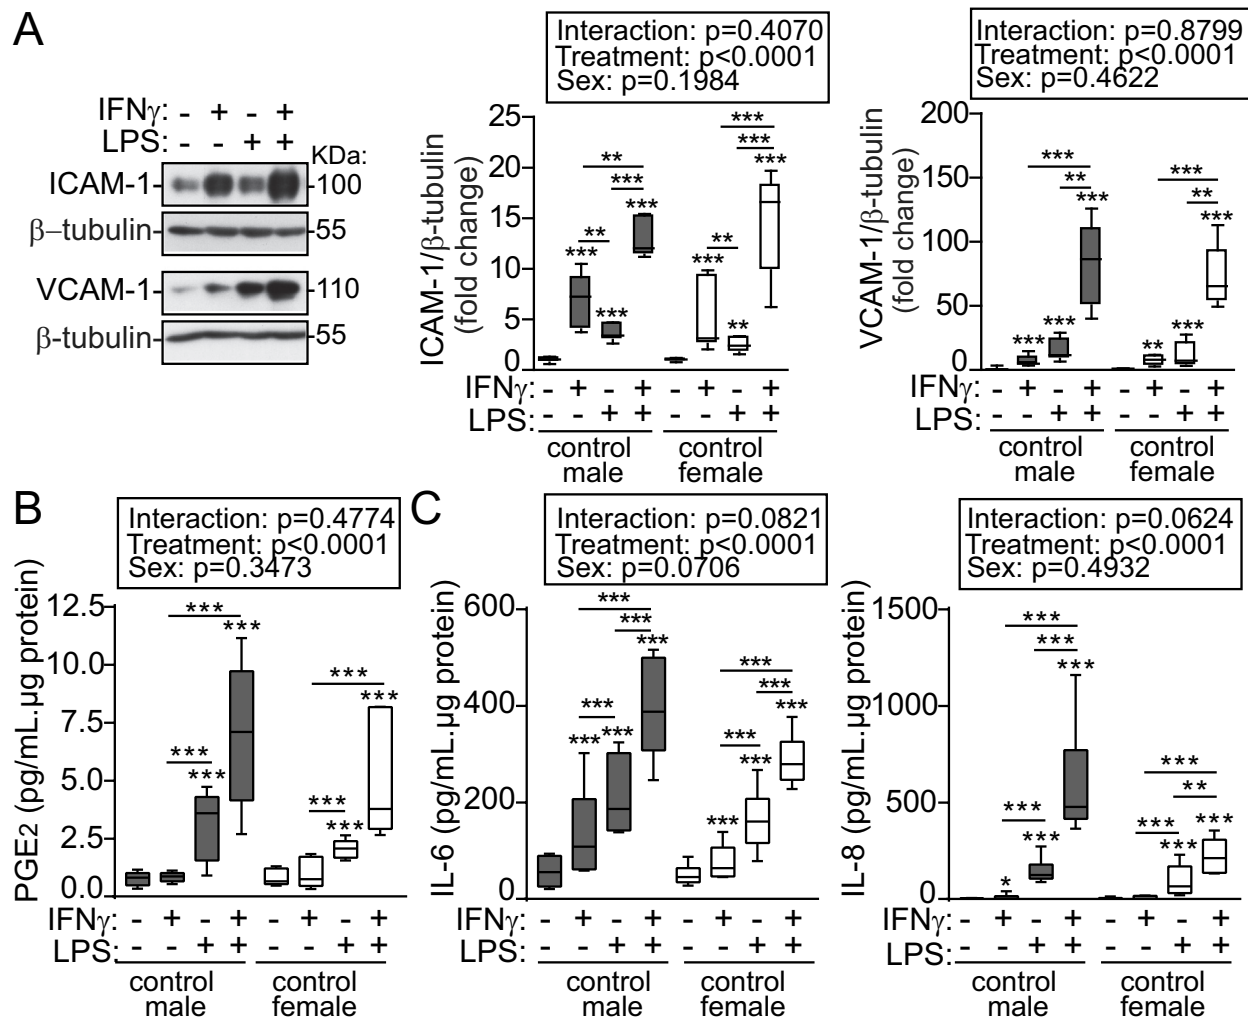 A
IFNγ: - + - +
LPS: - - + +
KDa:
ICAM-1 -100
β–tubulin -55
VCAM-1 -110
β-tubulin -55
Interaction: p=0.4070
Treatment: p<0.0001
Sex: p=0.1984
ICAM-1/β-tubulin
(fold change)
25
20
15
10
5
0
*** ** *** ** *** ***
*** ** ** *** *** *** ***
IFNγ: - + - + - + - +
LPS: - - + + - - + +
control male
control female
Interaction: p=0.8799
Treatment: p<0.0001
Sex: p=0.4622
VCAM-1/β-tubulin
(fold change)
200
150
100
50
0
*** *** *** ** ***
** *** *** ** ***
IFNγ: - + - + - + - +
LPS: - - + + - - + +
control male
control female
B
Interaction: p=0.4774
Treatment: p<0.0001
Sex: p=0.3473
PGE2 (pg/mL.µg protein)
12.5
10.0
7.5
5.0
2.5
0.0
*** *** *** ***
*** *** *** ***
IFNγ: - + - + - + - +
LPS: - - + + - - + +
control male
control female
C
Interaction: p=0.0821
Treatment: p<0.0001
Sex: p=0.0706
IL-6 (pg/mL.µg protein)
600
400
200
0
*** *** *** *** *** ***
*** *** *** *** *** ***
IFNγ: - + - + - + - +
LPS: - - + + - - + +
control male
control female
Interaction: p=0.0624
Treatment: p<0.0001
Sex: p=0.4932
IL-8 (pg/mL.µg protein)
1500
1000
500
0
* *** *** *** *** ***
*** *** *** ** ***
IFNγ: - + - + - + - +
LPS: - - + + - - + +
control male
control female